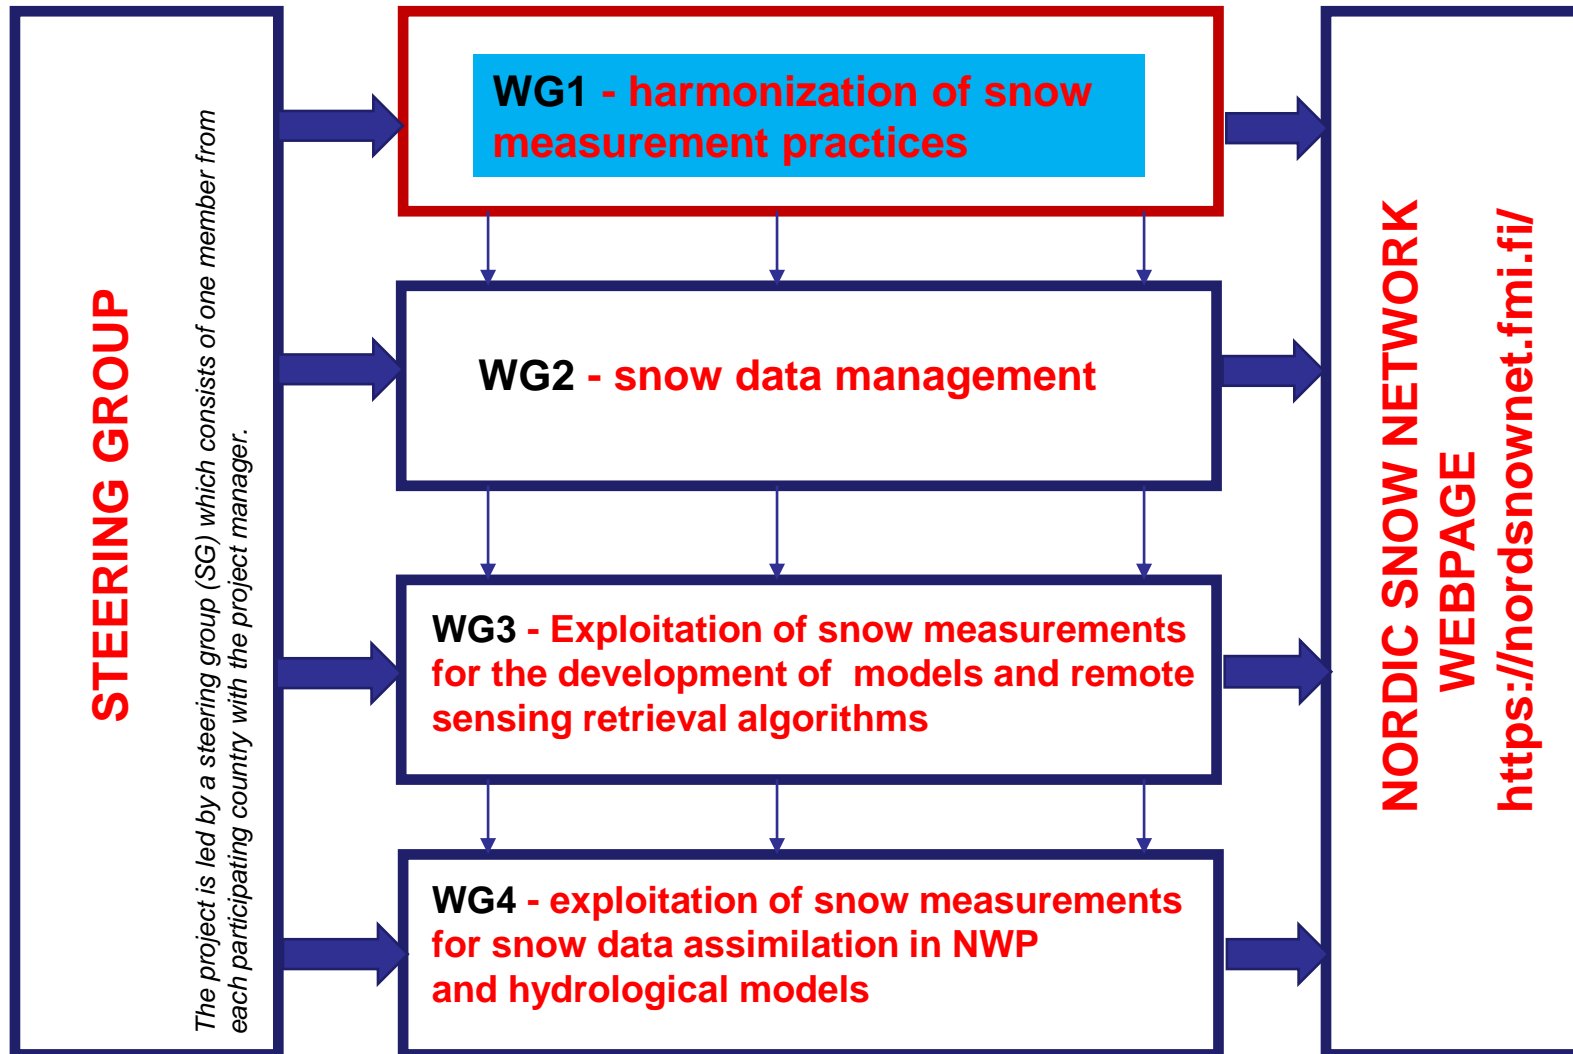 STEERING GROUP
The project is led by a steering group (SG) which consists of one member from
each participating country with the project manager.
WG1 - harmonization of snow
measurement practices
WG2 - snow data management
WG3 - Exploitation of snow measurements
for the development of models and remote
sensing retrieval algorithms
WG4 - exploitation of snow measurements
for snow data assimilation in NWP
and hydrological models
NORDIC SNOW NETWORK
WEBPAGE
https://nordsnownet.fmi.fi/